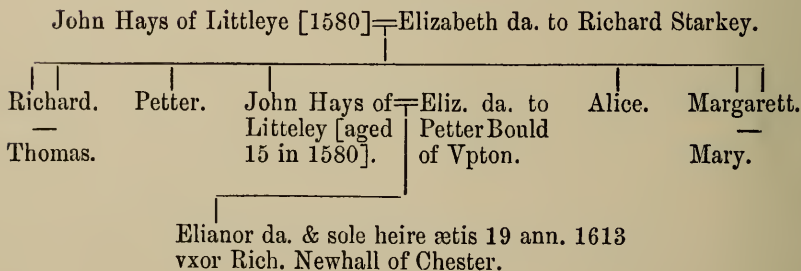 John Hays of Littleye [1580]=Elizabeth da. to Richard Starkey.
Richard. Petter. John Hays of=Eliz. da. to Alice. Margarett.
— Litteley [aged Petter Bould —
Thomas. 15 in 1580]. of Vpton. Mary.
Elianor da. & sole heire ætis 19 ann. 1613
vxor Rich. Newhall of Chester.